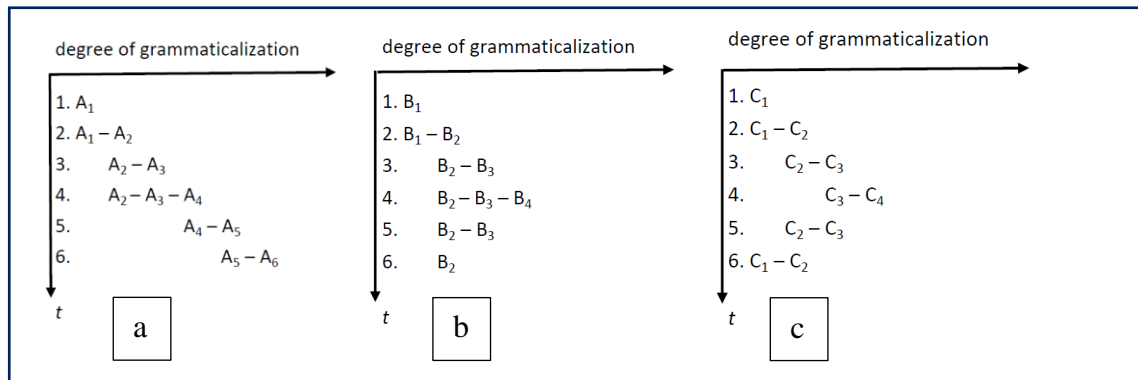 degree of grammaticalization
1. A₁
2. A₁ – A₂
3. A₂ – A₃
4. A₂ – A₃ – A₄
5. A₄ – A₅
6. A₅ – A₆
t
a
degree of grammaticalization
1. B₁
2. B₁ – B₂
3. B₂ – B₃
4. B₂ – B₃ – B₄
5. B₂ – B₃
6. B₂
t
b
degree of grammaticalization
1. C₁
2. C₁ – C₂
3. C₂ – C₃
4. C₃ – C₄
5. C₂ – C₃
6. C₁ – C₂
t
c